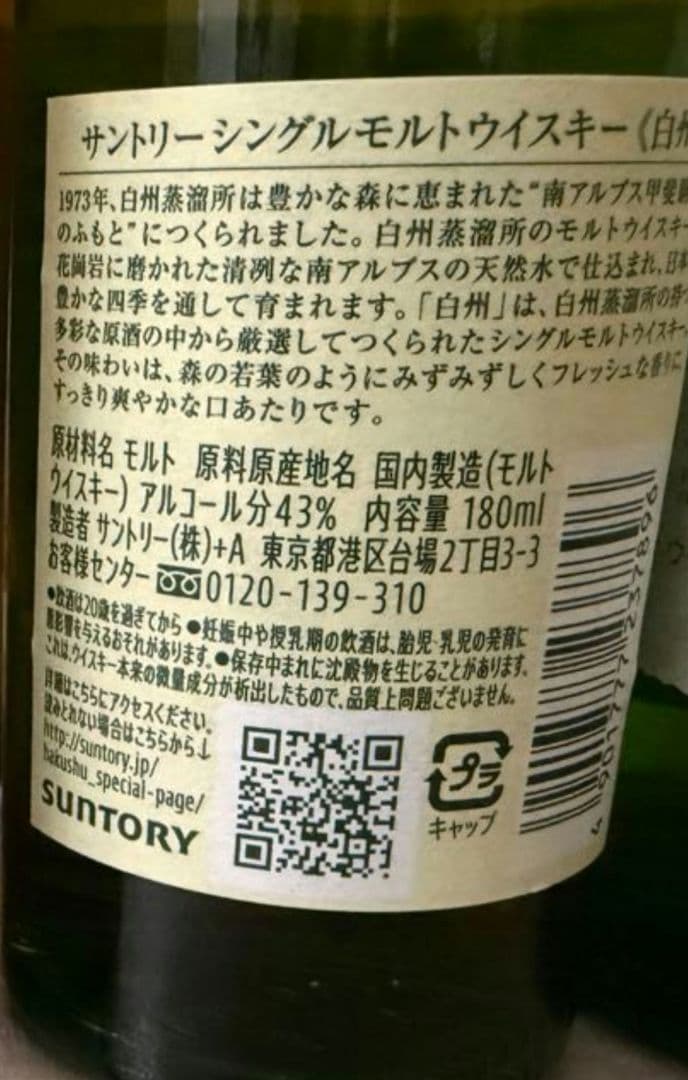 サントリーシングルモルトウイスキー《白州
1973年、白州蒸溜所は豊かな森に恵まれた“南アルプス甲斐駒
のふもと”につくられました。白州蒸溜所のモルトウイスキー
花崗岩に磨かれた清冽な南アルプスの天然水で仕込まれ、日本
豊かな四季を通して育まれます。「白州」は、白州蒸溜所の持つ
多彩な原酒の中から厳選してつくられたシングルモルトウイスキー。
その味わいは、森の若葉のようにみずみずしくフレッシュな香りに、
すっきり爽やかな口あたりです。
原材料名 モルト 原料原産地名 国内製造(モルト
ウイスキー) アルコール分43% 内容量 180ml
製造者 サントリー(株)+A 東京都港区台場2丁目3-3
お客様センター 0120-139-310
●飲酒は20歳を過ぎてから ●妊娠中や授乳期の飲酒は、胎児・乳児の発育に
悪影響を与えるおそれがあります。●保存中まれに沈殿物を生じることがあります。
これは、ウイスキー本来の微量成分が析出したもので、品質上問題ございません。
詳細はこちらにアクセスください。
読みとれない場合はこちらから↓
http://suntory.jp/
hakushu_special-page/
SUNTORY
プラ
キャップ